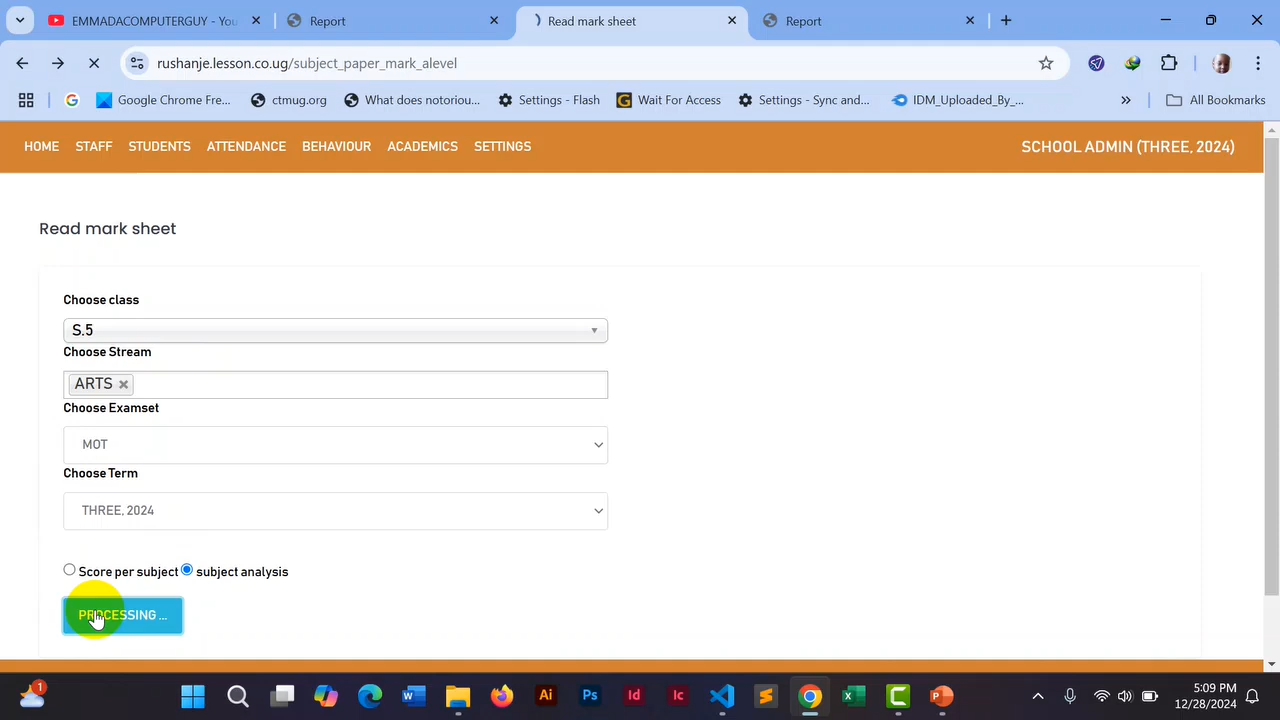 EMMADACOMPUTERGUY - You
Report
Read mark sheet
Report
rushanje.lesson.co.ug/subject_paper_mark_alevel
Google Chrome Fre...
ctmug.org
What does notoriou...
Settings - Flash
Wait For Access
Settings - Sync and...
IDM_Uploaded_By_...
All Bookmarks
HOME STAFF STUDENTS ATTENDANCE BEHAVIOUR ACADEMICS SETTINGS
SCHOOL ADMIN (THREE, 2024)
Read mark sheet
Choose class
S.5
Choose Stream
ARTS
Choose Examset
MOT
Choose Term
THREE, 2024
Score per subject subject analysis
PROCESSING ...
1
5:09 PM
12/28/2024